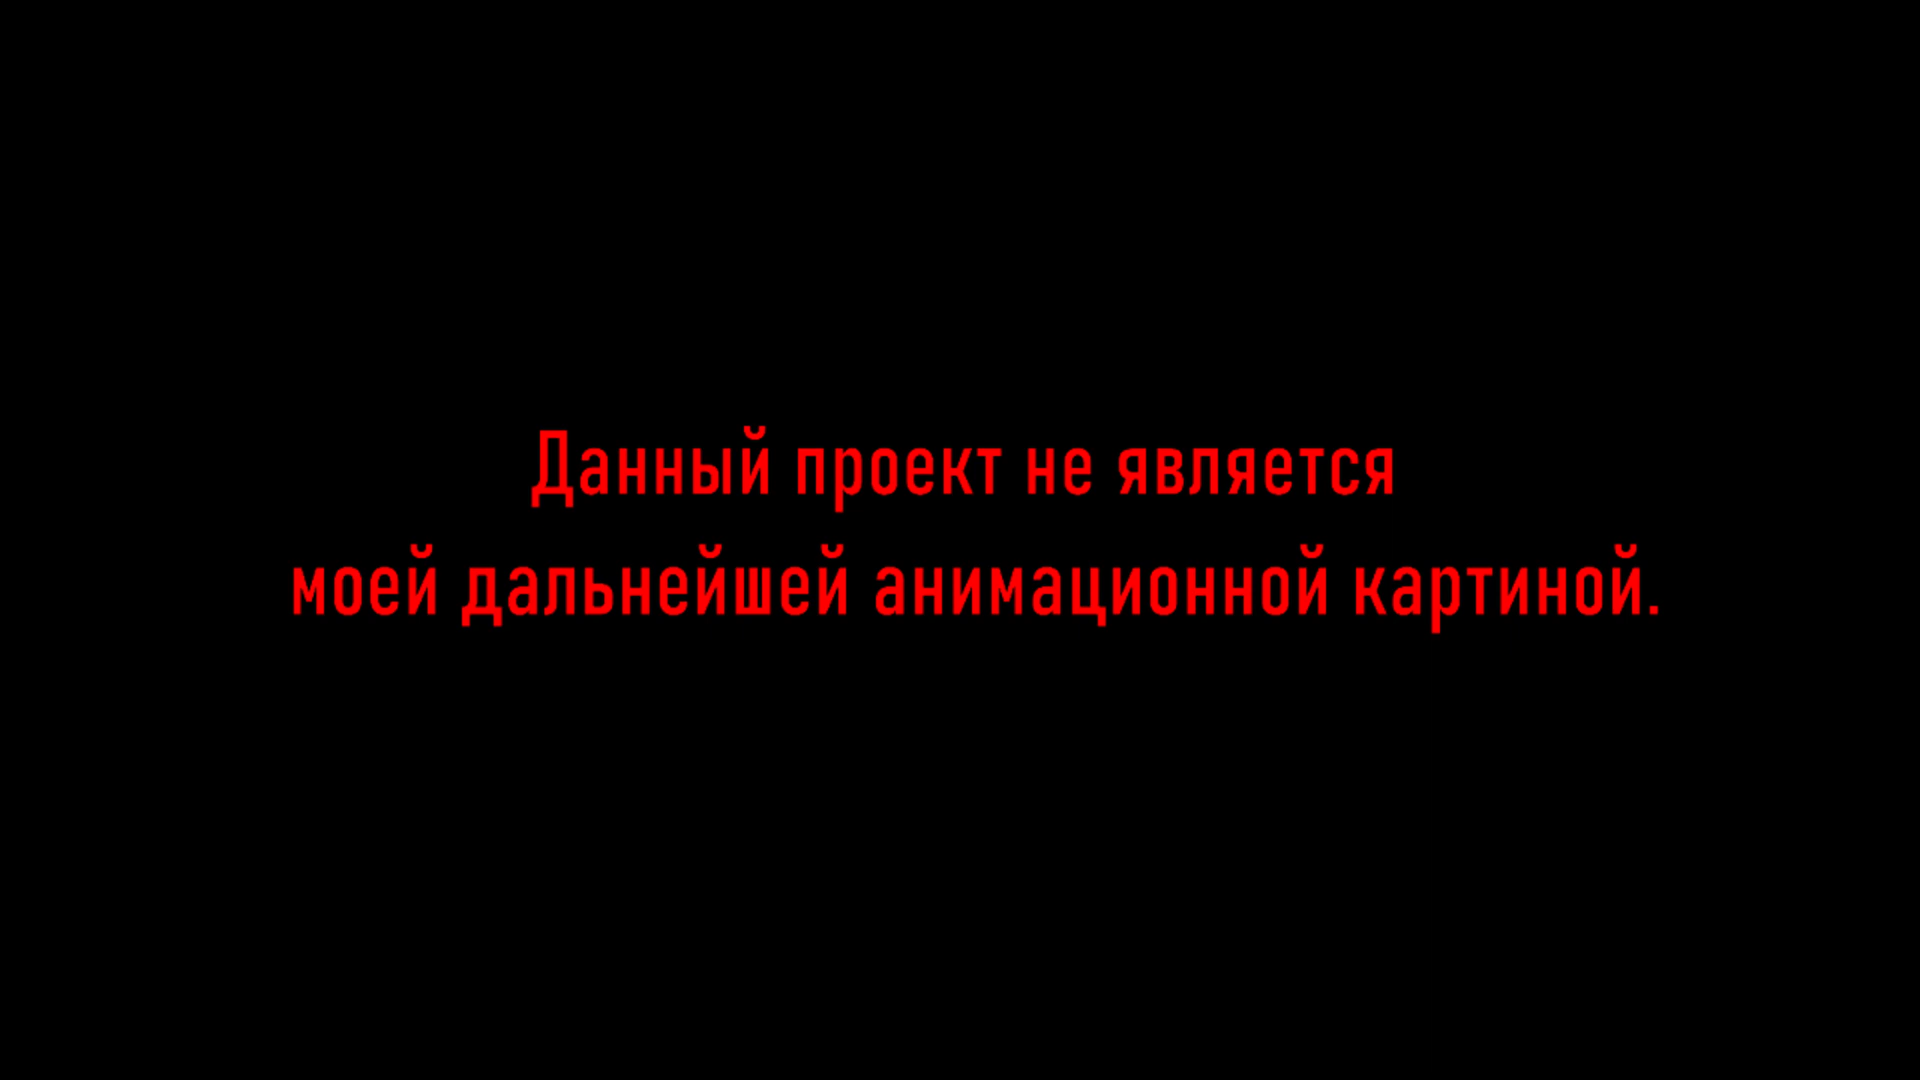 Данный проект не является
моей дальнейшей анимационной картиной.